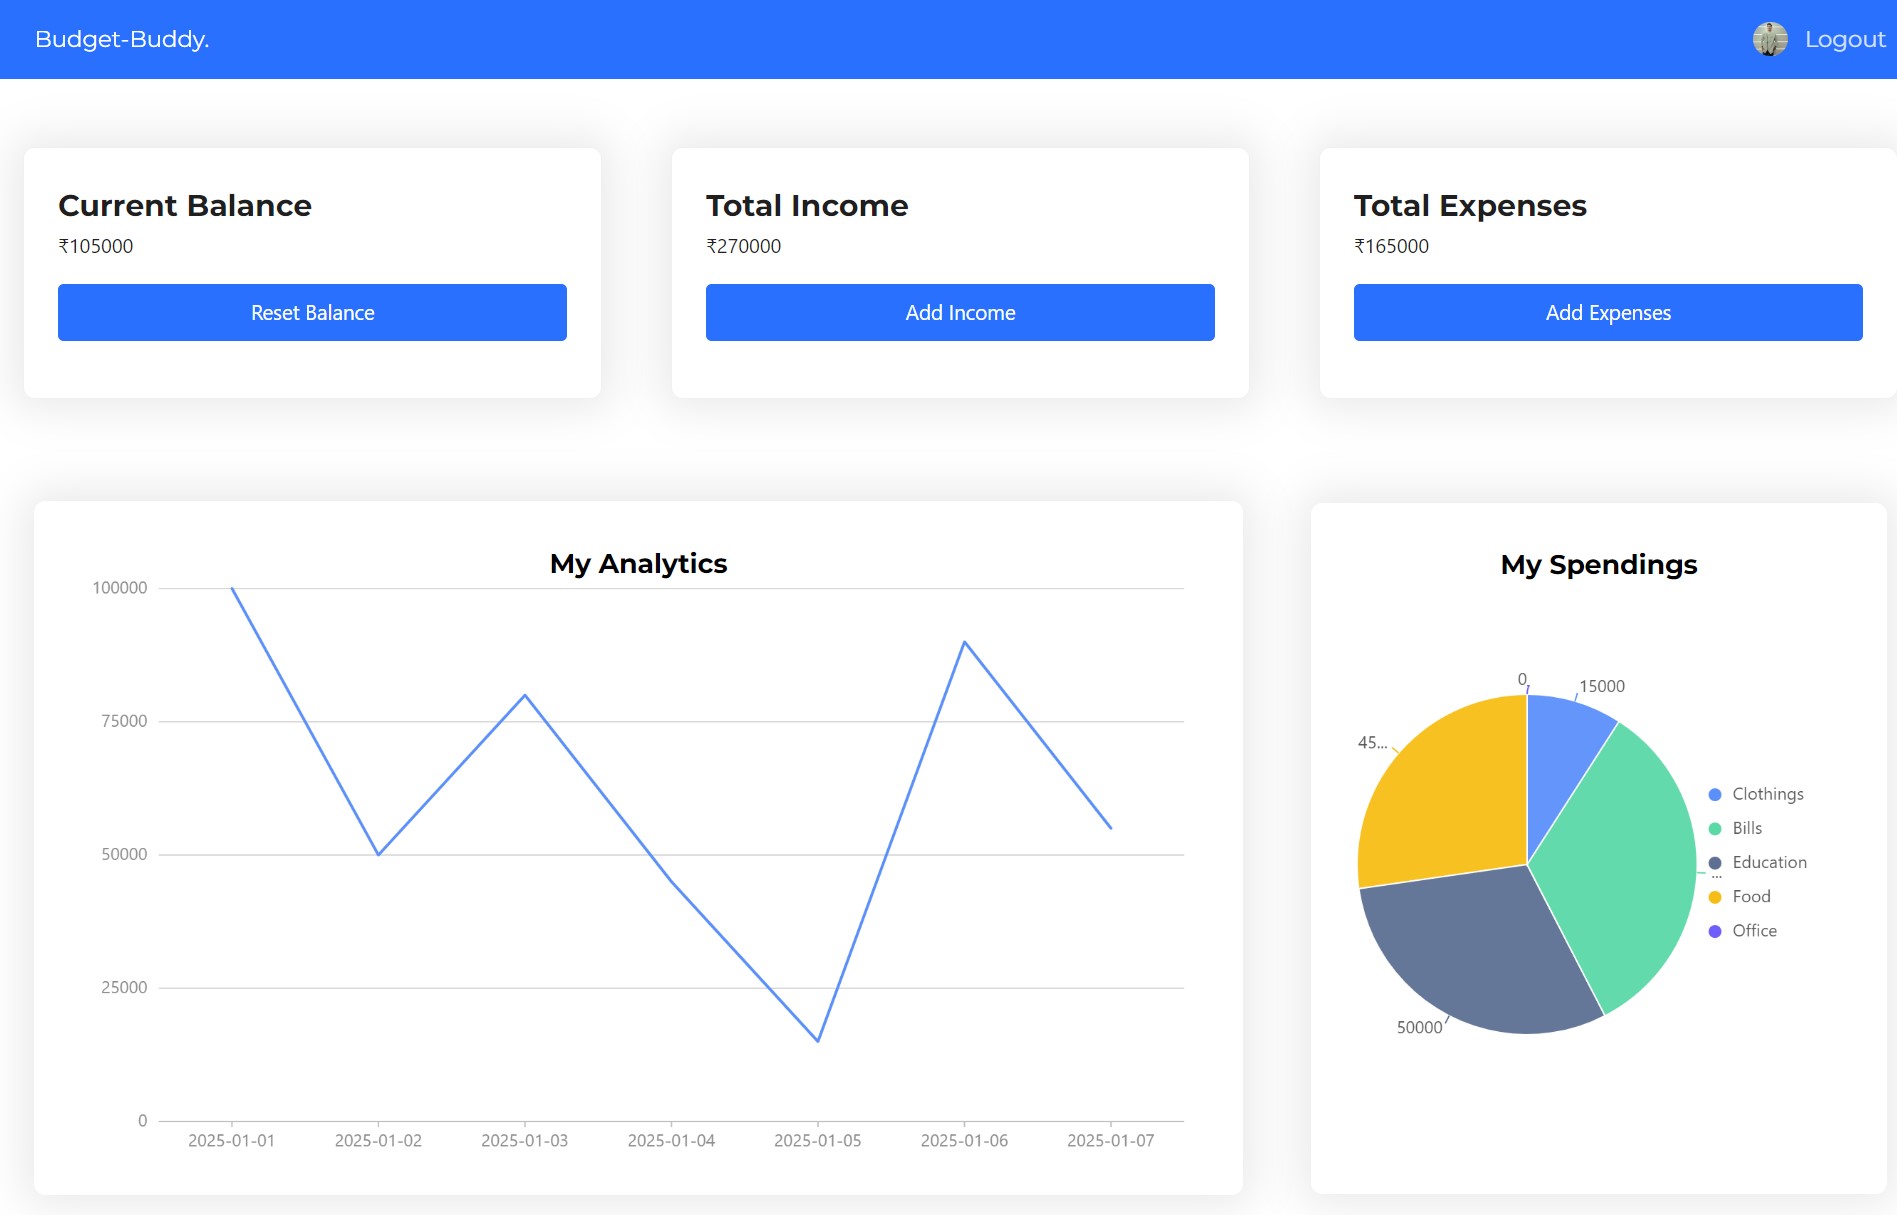 Budget-Buddy.
Logout
Current Balance
₹105000
Reset Balance
Total Income
₹270000
Add Income
Total Expenses
₹165000
Add Expenses
My Analytics
100000
75000
50000
25000
0
2025-01-01 2025-01-02 2025-01-03 2025-01-04 2025-01-05 2025-01-06 2025-01-07
My Spendings
0
15000
45...
...
50000
Clothings
Bills
Education
Food
Office